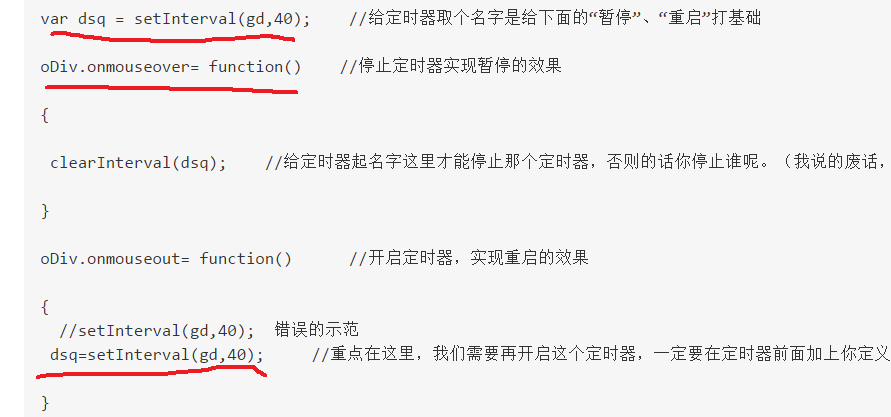 var dsq = setInterval(gd,40);    //给定时器取个名字是给下面的“暂停”、“重启”打基础
oDiv.onmouseover= function()    //停止定时器实现暂停的效果
{
clearInterval(dsq);    //给定时器起名字这里才能停止那个定时器，否则的话你停止谁呢。（我说的废话，
}
oDiv.onmouseout= function()    //开启定时器，实现重启的效果
{
//setInterval(gd,40);  错误的示范
dsq=setInterval(gd,40);    //重点在这里，我们需要再开启这个定时器，一定要在定时器前面加上你定义
}